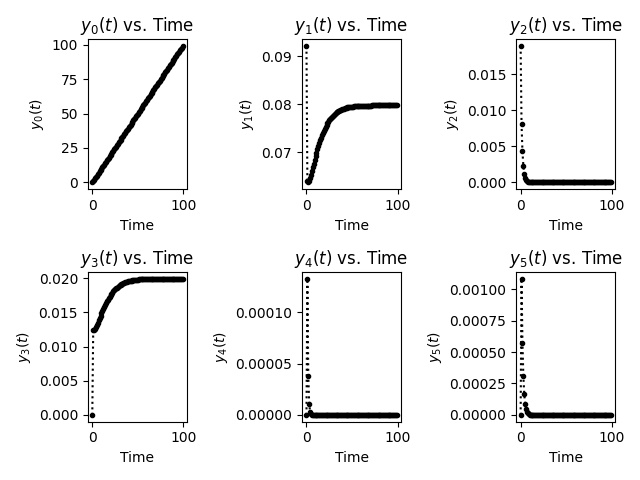 y₀(t) vs. Time
y₁(t) vs. Time
y₂(t) vs. Time
100
75
50
25
0
y₀(t)
0 100
Time
0.09
0.08
0.07
y₁(t)
0 100
Time
0.015
0.010
0.005
0.000
y₂(t)
0 100
Time
y₃(t) vs. Time
y₄(t) vs. Time
y₅(t) vs. Time
0.020
0.015
0.010
0.005
0.000
y₃(t)
0 100
Time
0.00010
0.00005
0.00000
y₄(t)
0 100
Time
0.00100
0.00075
0.00050
0.00025
0.00000
y₅(t)
0 100
Time